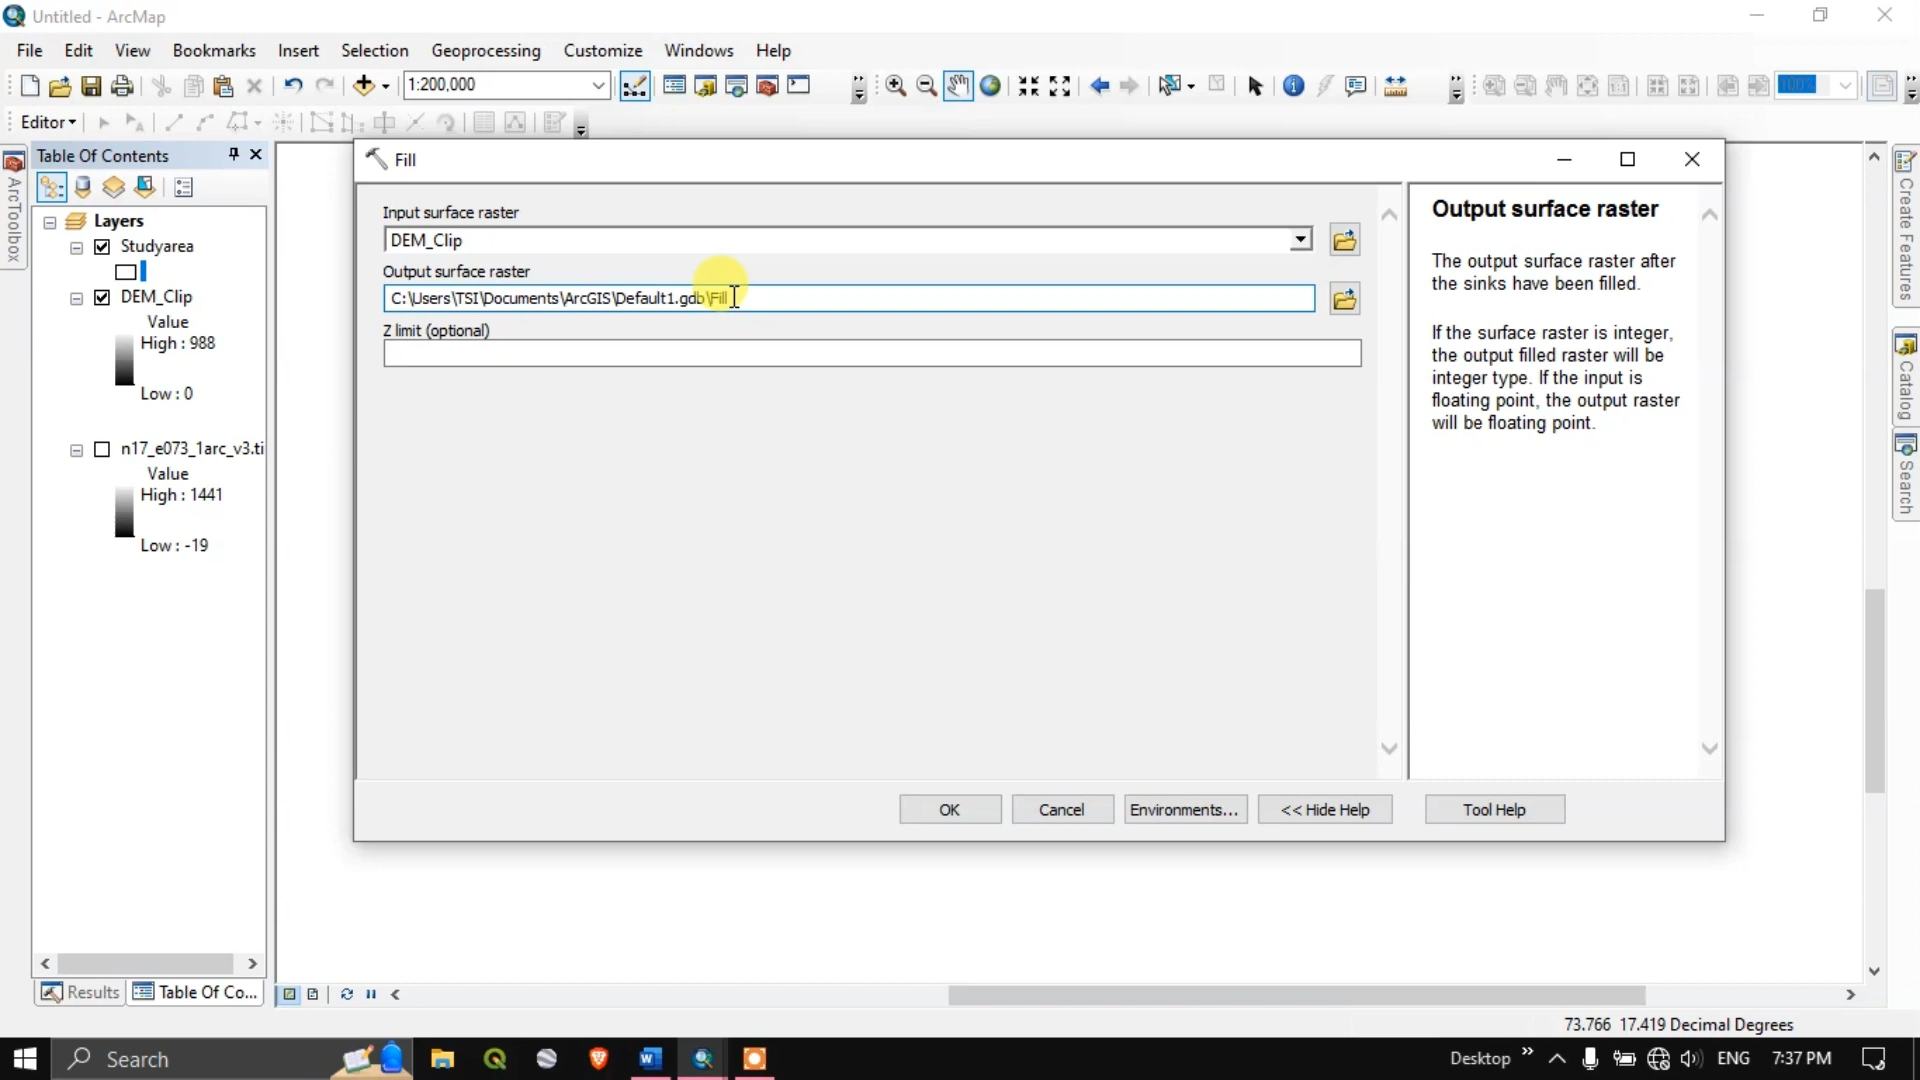 Untitled - ArcMap
File Edit View Bookmarks Insert Selection Geoprocessing Customize Windows Help
1:200,000
100%
Editor
Table Of Contents
ArcToolbox
Layers
Studyarea
DEM_Clip
Value
High : 988
Low : 0
n17_e073_1arc_v3.ti
Value
High : 1441
Low : -19
Results
Table Of Co...
Fill
Input surface raster
DEM_Clip
Output surface raster
C:\Users\TSI\Documents\ArcGIS\Default1.gdb\Fill
Z limit (optional)
OK Cancel Environments... << Hide Help Tool Help
Output surface raster
The output surface raster after
the sinks have been filled.
If the surface raster is integer,
the output filled raster will be
integer type. If the input is
floating point, the output raster
will be floating point.
Create Features
Catalog
Search
73.766 17.419 Decimal Degrees
Search
Desktop
ENG
7:37 PM